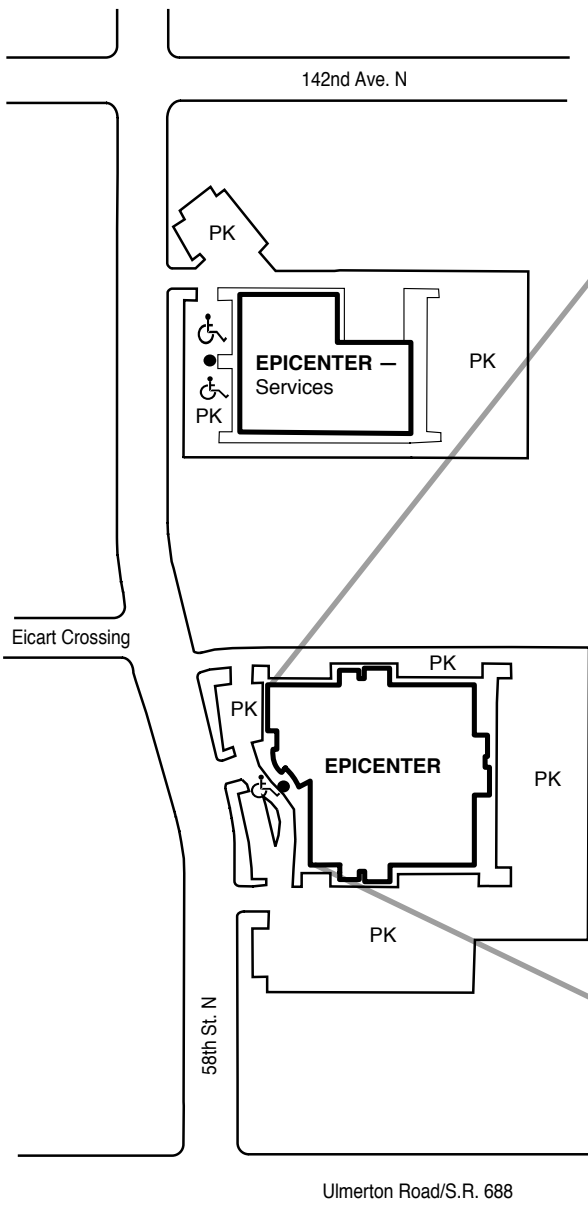 142nd Ave. N
PK
EPICENTER –
Services
PK
PK
Eicart Crossing
PK
PK
EPICENTER
PK
PK
58th St. N
Ulmerton Road/S.R. 688